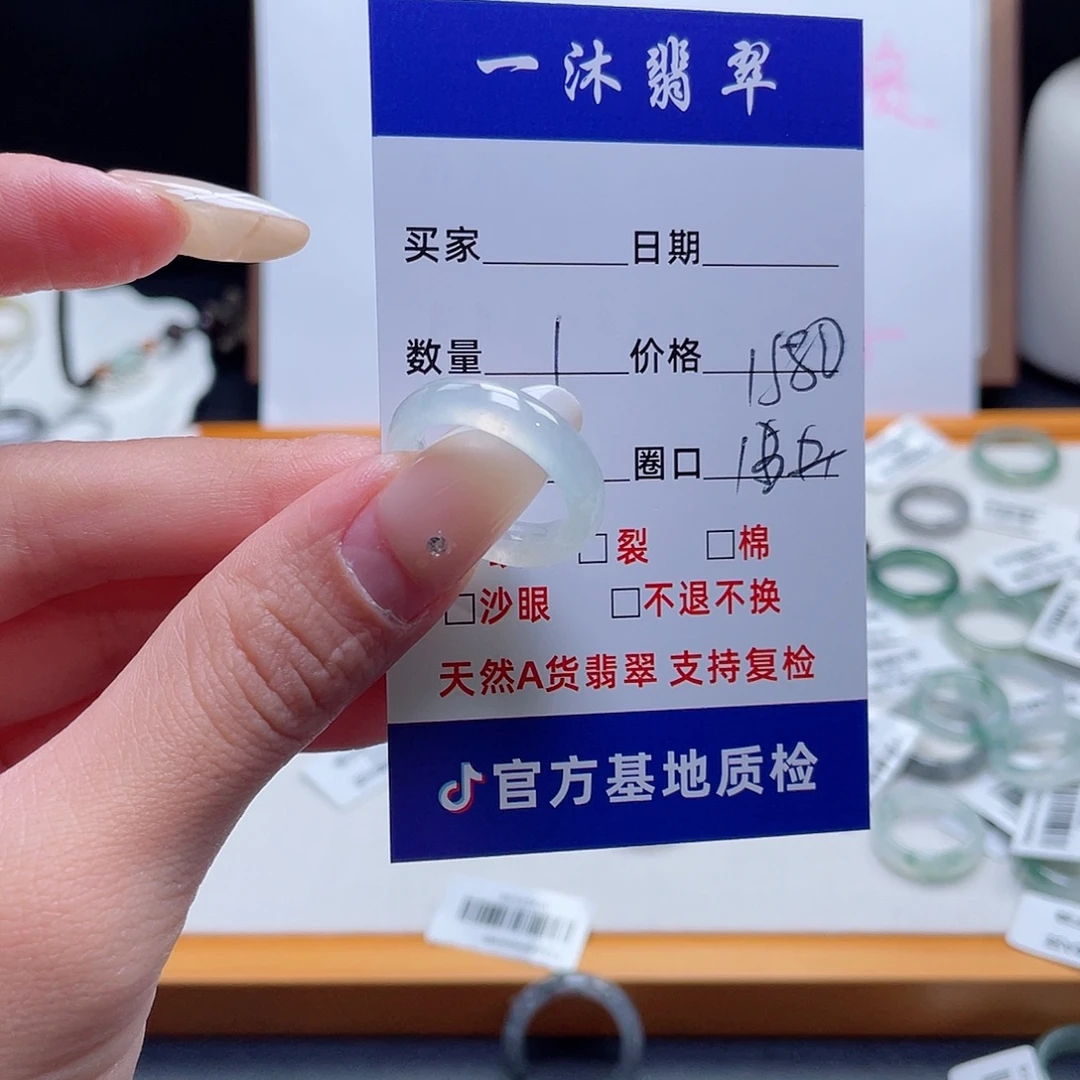 一沐翡翠
买家 日期
数量 1 价格 1580
圈口
□裂 □棉
□沙眼 □不退不换
天然A货翡翠 支持复检
官方基地质检